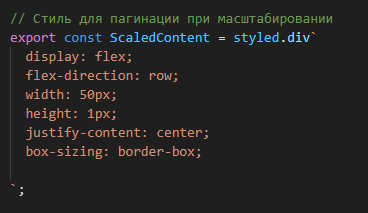 // Стиль для пагинации при масштабировании
export const ScaledContent = styled.div`
display: flex;
flex-direction: row;
width: 50px;
height: 1px;
justify-content: center;
box-sizing: border-box;
`;